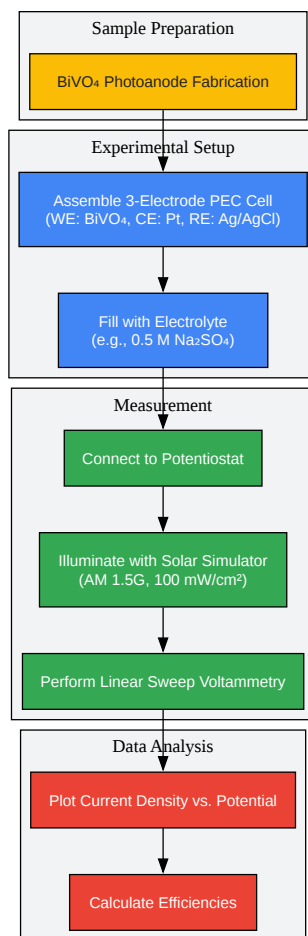 Sample Preparation
BiVO₄ Photoanode Fabrication
Experimental Setup
Assemble 3-Electrode PEC Cell
(WE: BiVO₄, CE: Pt, RE: Ag/AgCl)
Fill with Electrolyte
(e.g., 0.5 M Na₂SO₄)
Measurement
Connect to Potentiostat
Illuminate with Solar Simulator
(AM 1.5G, 100 mW/cm²)
Perform Linear Sweep Voltammetry
Data Analysis
Plot Current Density vs. Potential
Calculate Efficiencies